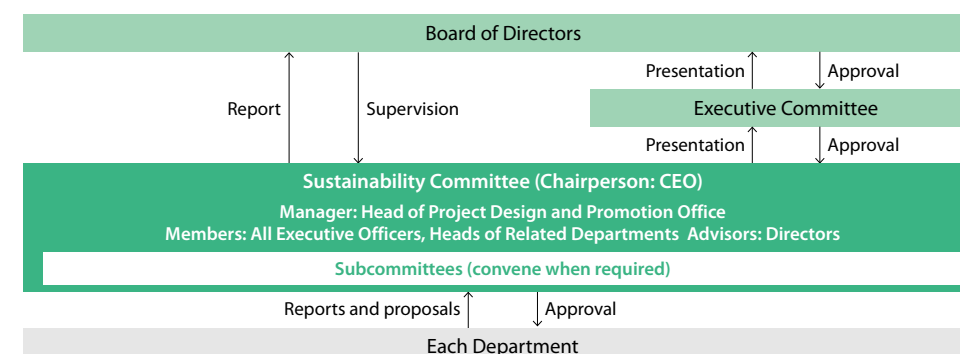 Board of Directors
Report
Supervision
Presentation
Approval
Executive Committee
Presentation
Approval
Sustainability Committee (Chairperson: CEO)
Manager: Head of Project Design and Promotion Office
Members: All Executive Officers, Heads of Related Departments Advisors: Directors
Subcommittees (convene when required)
Reports and proposals
Approval
Each Department